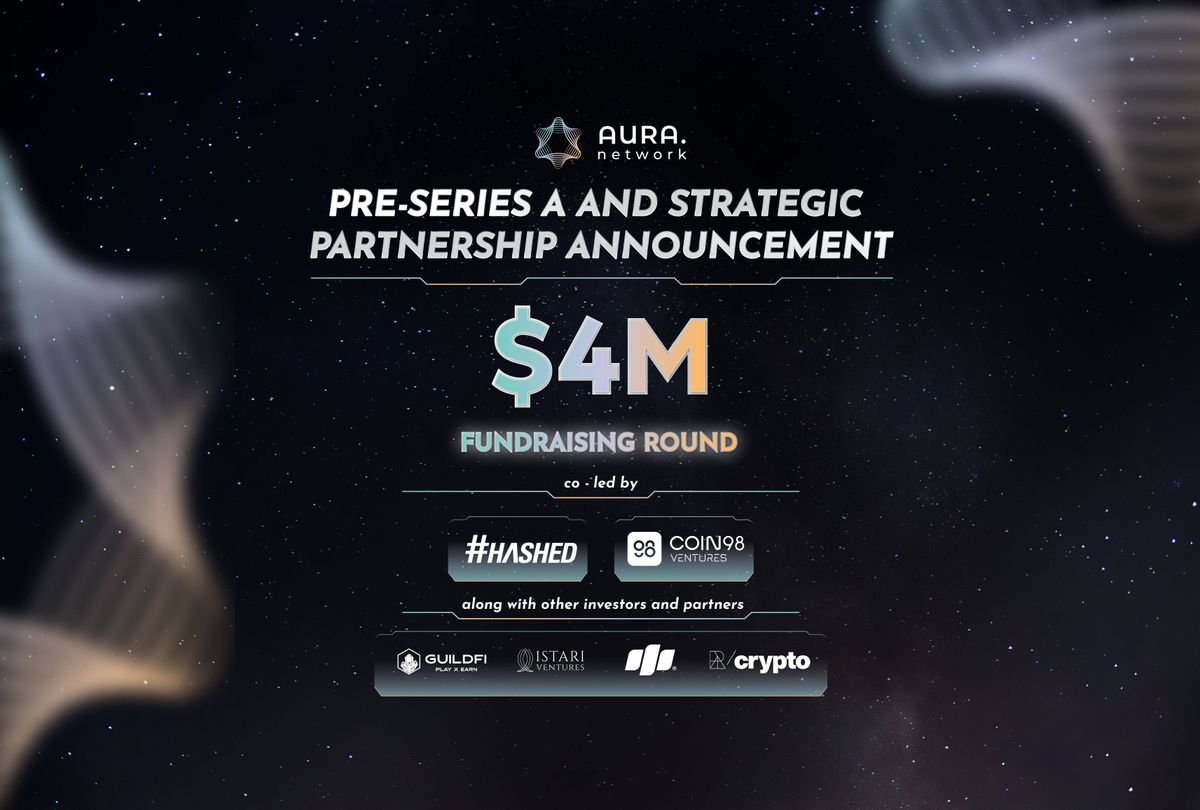 AURA.
network
PRE-SERIES A AND STRATEGIC
PARTNERSHIP ANNOUNCEMENT
$4M
FUNDRAISING ROUND
co - led by
#HASHED
COIN98
VENTURES
along with other investors and partners
GUILDFI
PLAY X EARN
ISTARI
VENTURES
®
/crypto